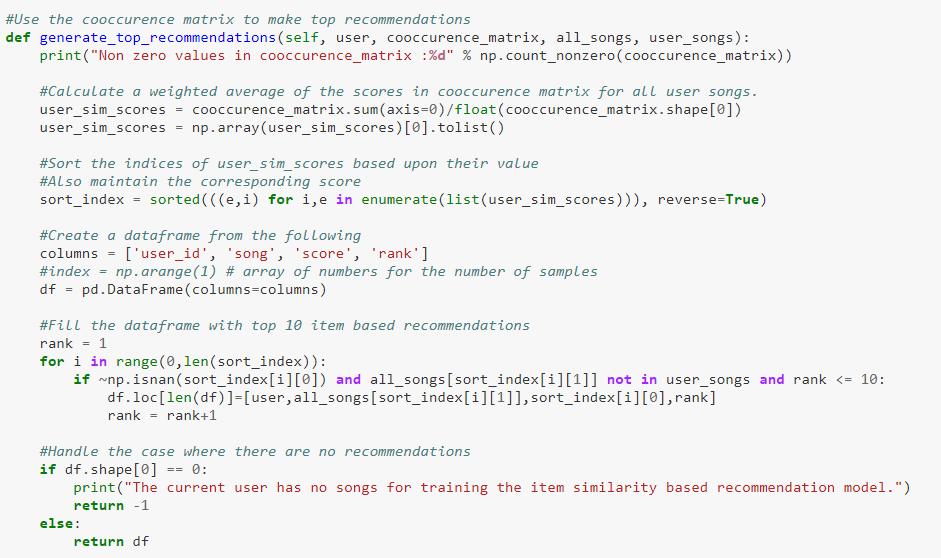 #Use the cooccurence matrix to make top recommendations
def generate_top_recommendations(self, user, cooccurence_matrix, all_songs, user_songs):
    print("Non zero values in cooccurence_matrix :%d" % np.count_nonzero(cooccurence_matrix))

    #Calculate a weighted average of the scores in cooccurence matrix for all user songs.
    user_sim_scores = cooccurence_matrix.sum(axis=0)/float(cooccurence_matrix.shape[0])
    user_sim_scores = np.array(user_sim_scores)[0].tolist()

    #Sort the indices of user_sim_scores based upon their value
    #Also maintain the corresponding score
    sort_index = sorted(((e,i) for i,e in enumerate(list(user_sim_scores))), reverse=True)

    #Create a dataframe from the following
    columns = ['user_id', 'song', 'score', 'rank']
    #index = np.arange(1) # array of numbers for the number of samples
    df = pd.DataFrame(columns=columns)

    #Fill the dataframe with top 10 item based recommendations
    rank = 1
    for i in range(0,len(sort_index)):
        if ~np.isnan(sort_index[i][0]) and all_songs[sort_index[i][1]] not in user_songs and rank <= 10:
            df.loc[len(df)]=[user,all_songs[sort_index[i][1]],sort_index[i][0],rank]
            rank = rank+1

    #Handle the case where there are no recommendations
    if df.shape[0] == 0:
        print("The current user has no songs for training the item similarity based recommendation model.")
        return -1
    else:
        return df